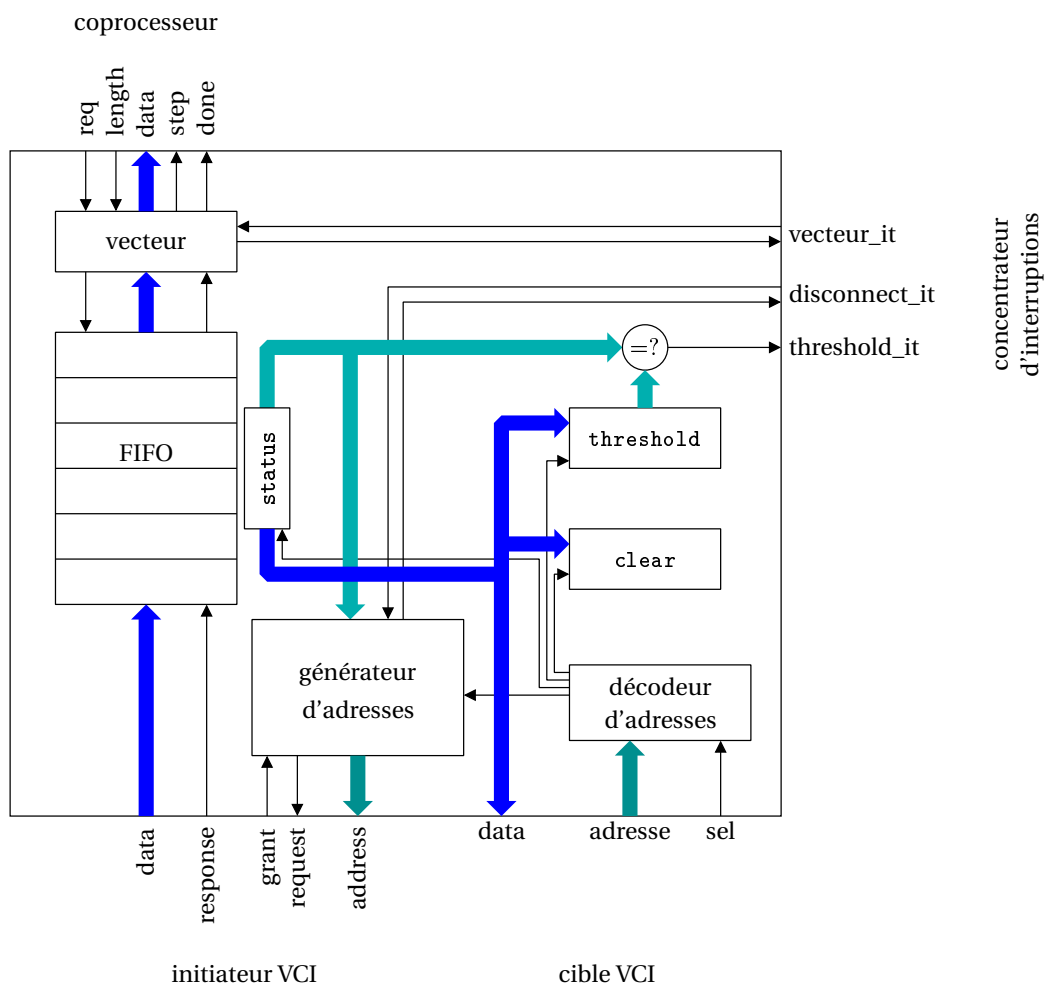 coprocesseur
req
length
data
step
done
vecteur
vecteur_it
disconnect_it
threshold_it
concentrateur
d'interruptions
=?
FIFO
status
threshold
clear
générateur
d'adresses
décodeur
d'adresses
data
response
grant
request
address
data
adresse
sel
initiateur VCI
cible VCI